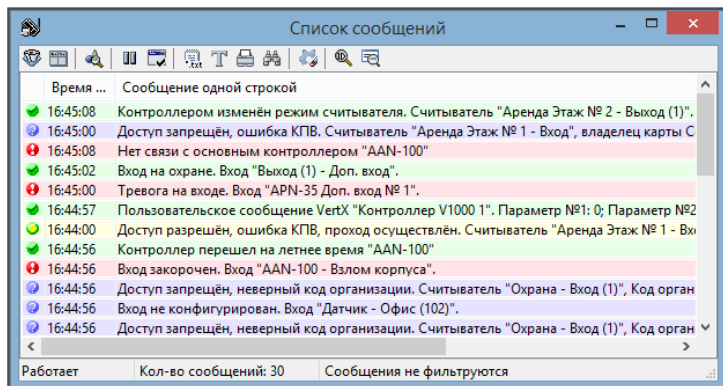 Список сообщений
.txt T ID
Время ... Сообщение одной строкой
16:45:08 Контроллером изменён режим считывателя. Считыватель "Аренда Этаж № 2 - Выход (1)".
16:45:00 Доступ запрещён, ошибка КПВ. Считыватель "Аренда Этаж № 1 - Вход", владелец карты С
16:45:08 Нет связи с основным контроллером "AAN-100"
16:45:02 Вход на охране. Вход "Выход (1) - Доп. вход".
16:45:00 Тревога на входе. Вход "APN-35 Доп. вход № 1".
16:44:57 Пользовательское сообщение VertX "Контроллер V1000 1". Параметр №1: 0; Параметр №2
16:44:00 Доступ разрешён, ошибка КПВ, проход осуществлён. Считыватель "Аренда Этаж № 1 - Вхо
16:44:56 Контроллер перешел на летнее время "AAN-100"
16:44:56 Вход закорочен. Вход "AAN-100 - Взлом корпуса".
16:44:56 Доступ запрещён, неверный код организации. Считыватель "Охрана - Вход (1)", Код орган
16:44:56 Вход не конфигурирован. Вход "Датчик - Офис (102)".
16:44:56 Доступ запрещён, неверный код организации. Считыватель "Охрана - Вход (1)", Код орган
Работает Кол-во сообщений: 30 Сообщения не фильтруются